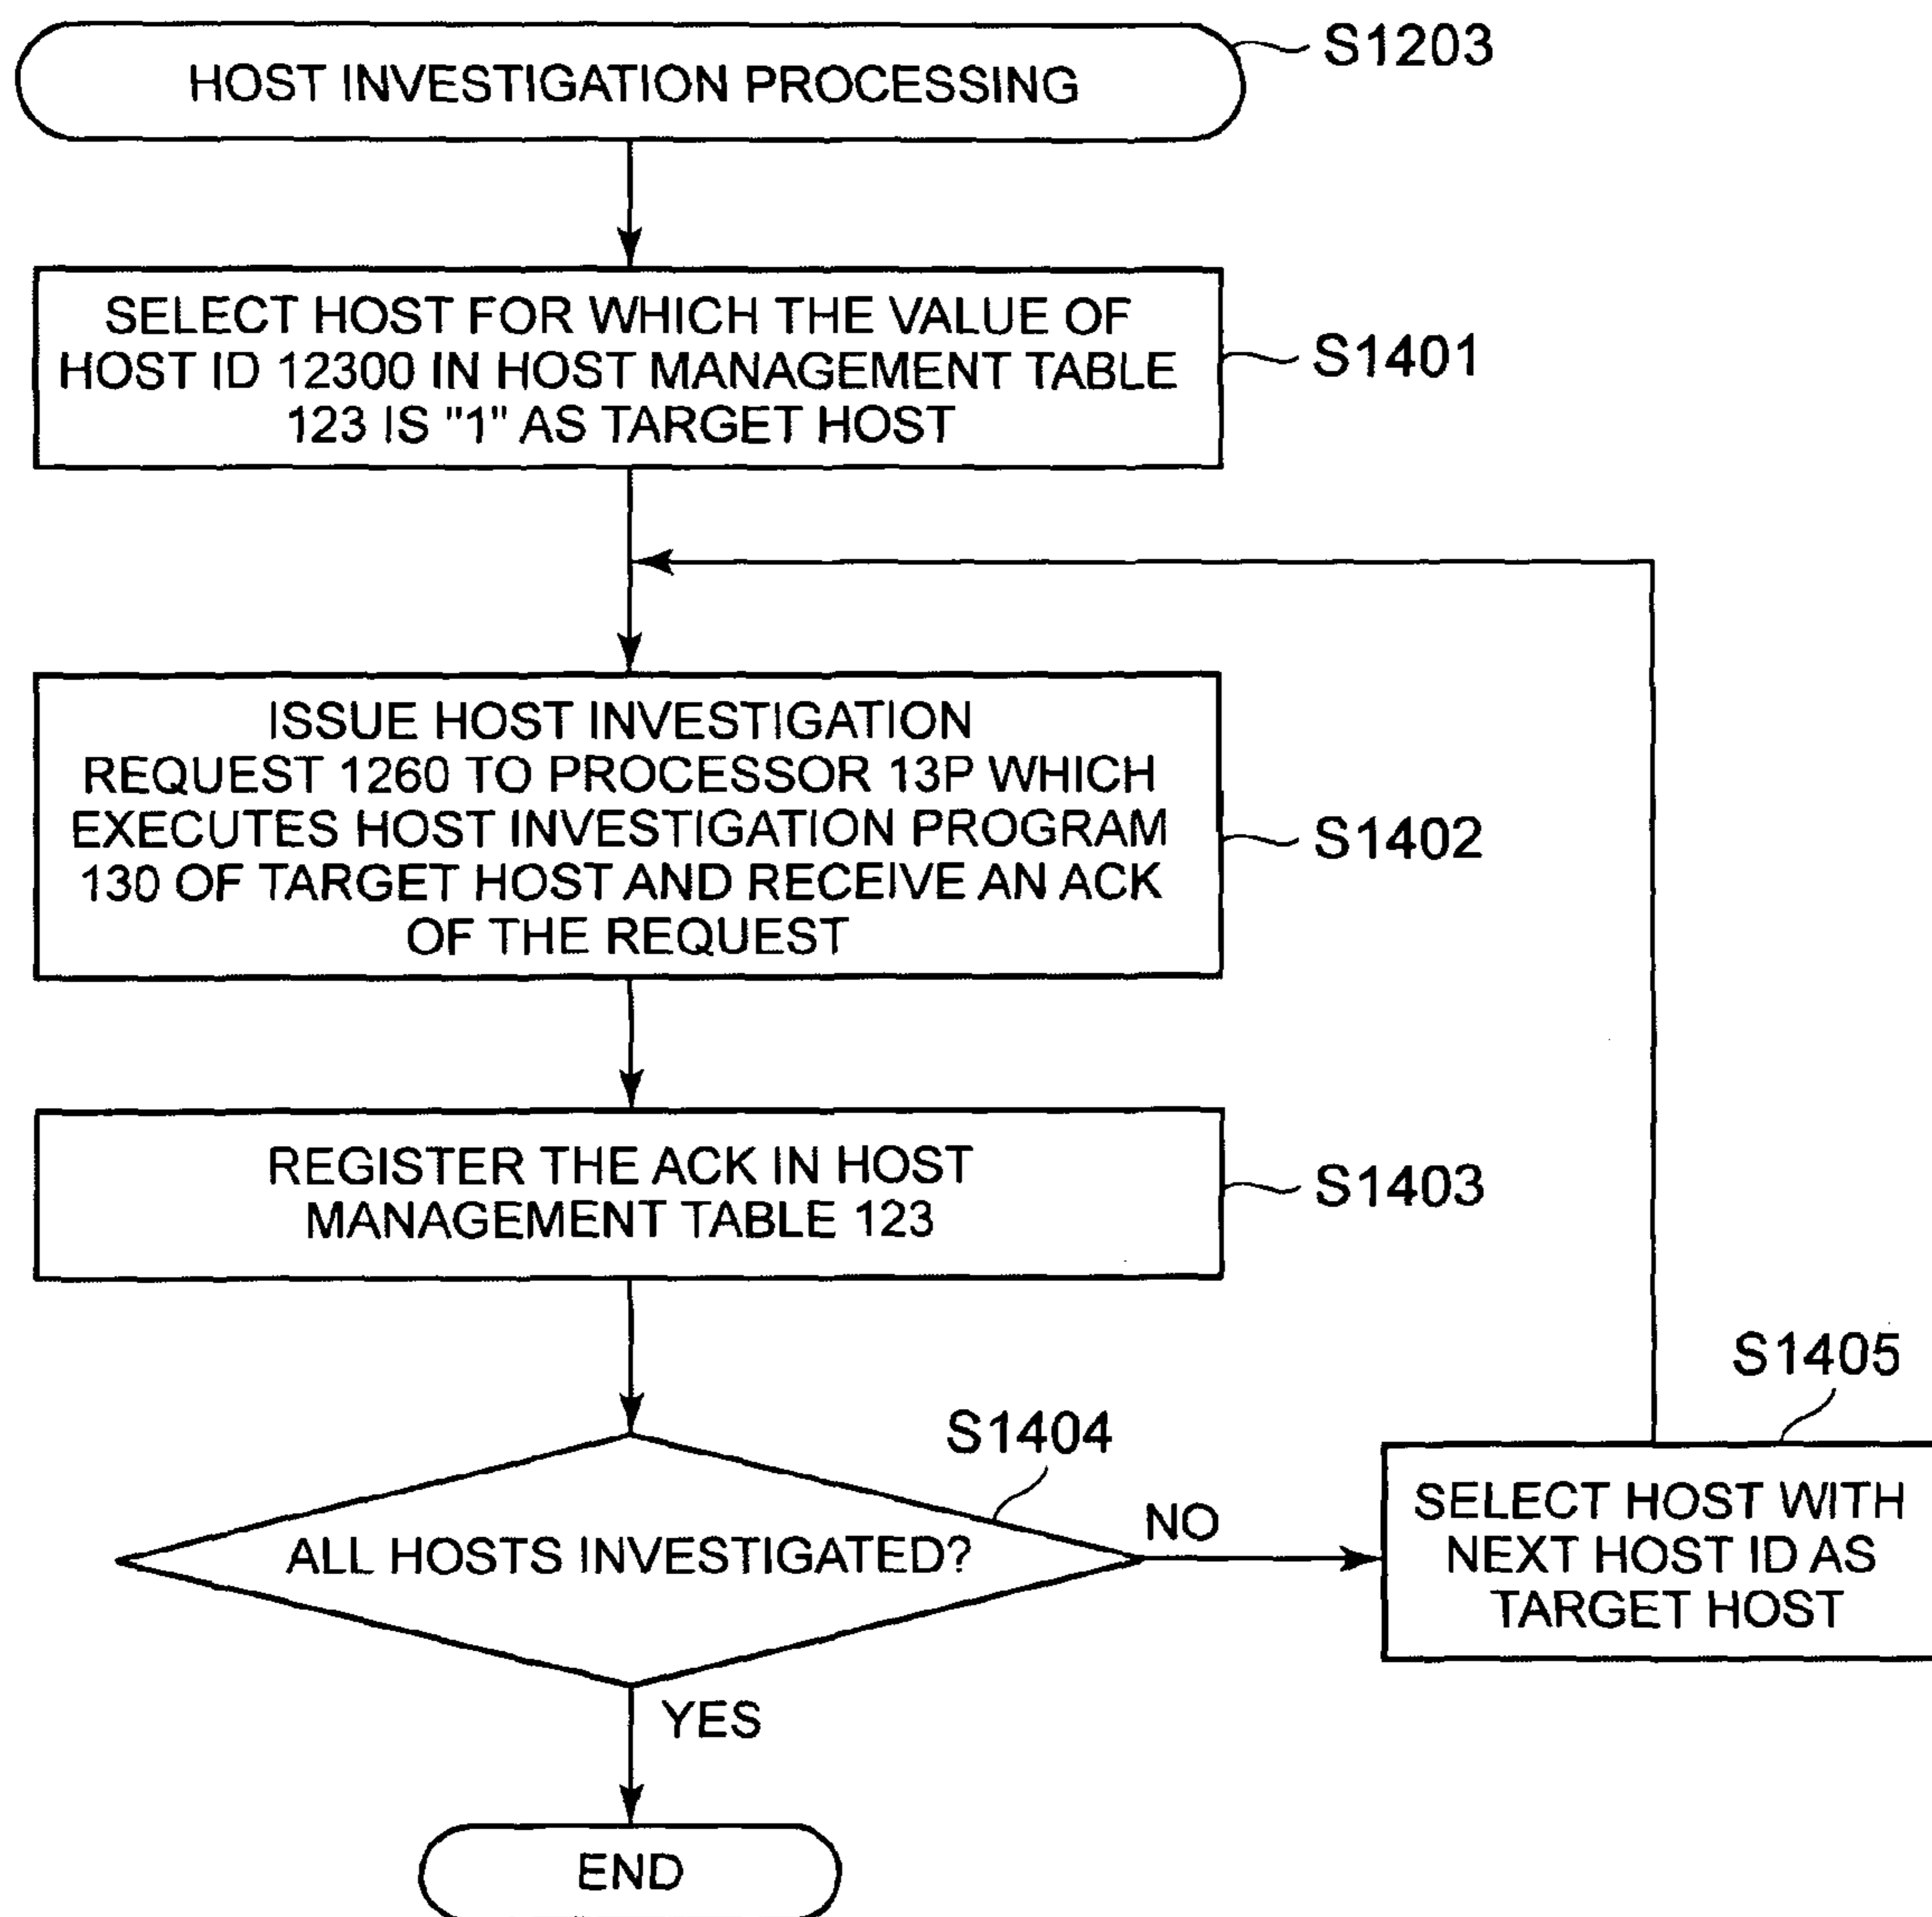 HOST INVESTIGATION PROCESSING
S1203
SELECT HOST FOR WHICH THE VALUE OF
HOST ID 12300 IN HOST MANAGEMENT TABLE
123 IS "1" AS TARGET HOST
S1401
ISSUE HOST INVESTIGATION
REQUEST 1260 TO PROCESSOR 13P WHICH
EXECUTES HOST INVESTIGATION PROGRAM
130 OF TARGET HOST AND RECEIVE AN ACK
OF THE REQUEST
S1402
REGISTER THE ACK IN HOST
MANAGEMENT TABLE 123
S1403
ALL HOSTS INVESTIGATED?
S1404
NO
S1405
SELECT HOST WITH
NEXT HOST ID AS
TARGET HOST
YES
END